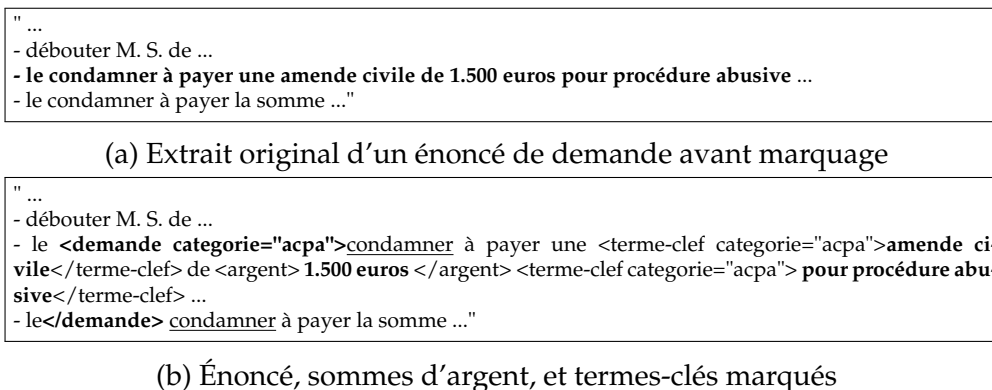 " ...
- débouter M. S. de ...
- le condamner à payer une amende civile de 1.500 euros pour procédure abusive ...
- le condamner à payer la somme ..."
(a) Extrait original d'un énoncé de demande avant marquage
" ...
- débouter M. S. de ...
- le <demande categorie="acpa">condamner à payer une <terme-clef categorie="acpa">amende ci-
vile</terme-clef> de <argent> 1.500 euros </argent> <terme-clef categorie="acpa"> pour procédure abu-
sive</terme-clef> ...
- le</demande> condamner à payer la somme ..."
(b) Énoncé, sommes d'argent, et termes-clés marqués